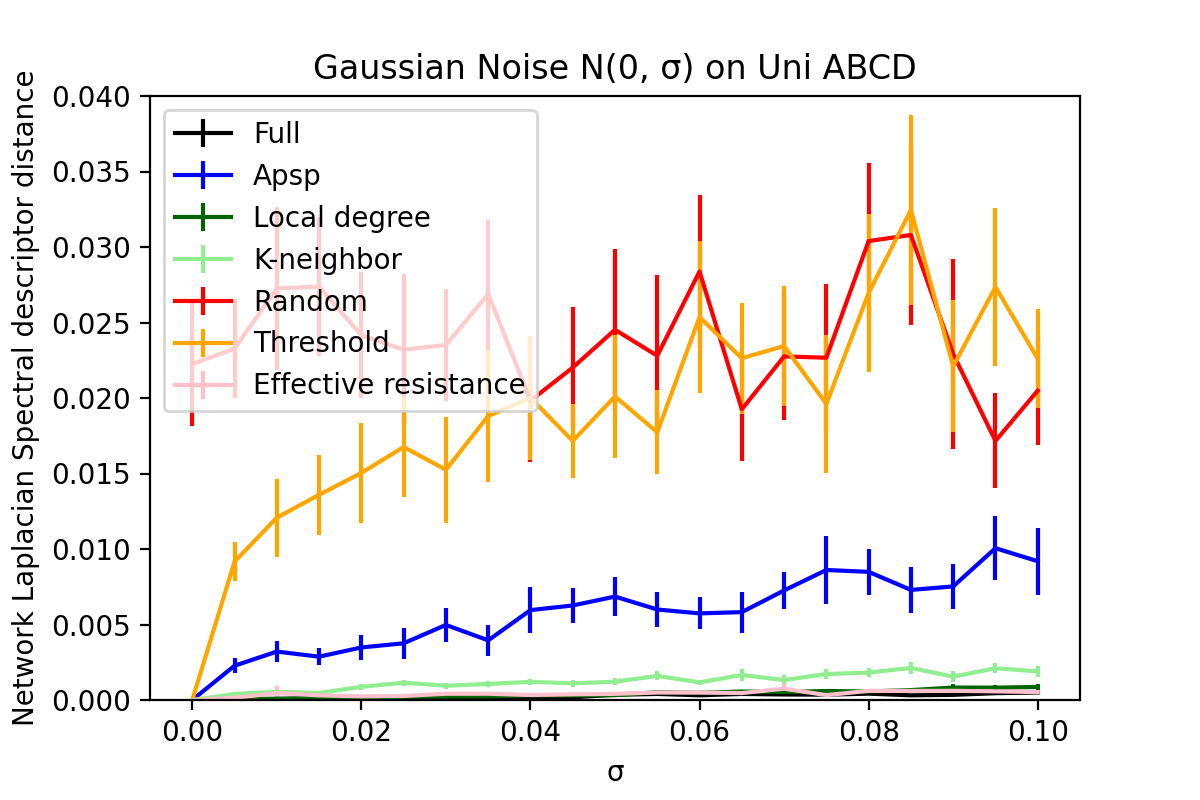 Gaussian Noise N(0, σ) on Uni ABCD
Network Laplacian Spectral descriptor distance
0.040
0.035
0.030
0.025
0.020
0.015
0.010
0.005
0.000
Full
Apsp
Local degree
K-neighbor
Random
Threshold
Effective resistance
0.00 0.02 0.04 0.06 0.08 0.10
σ